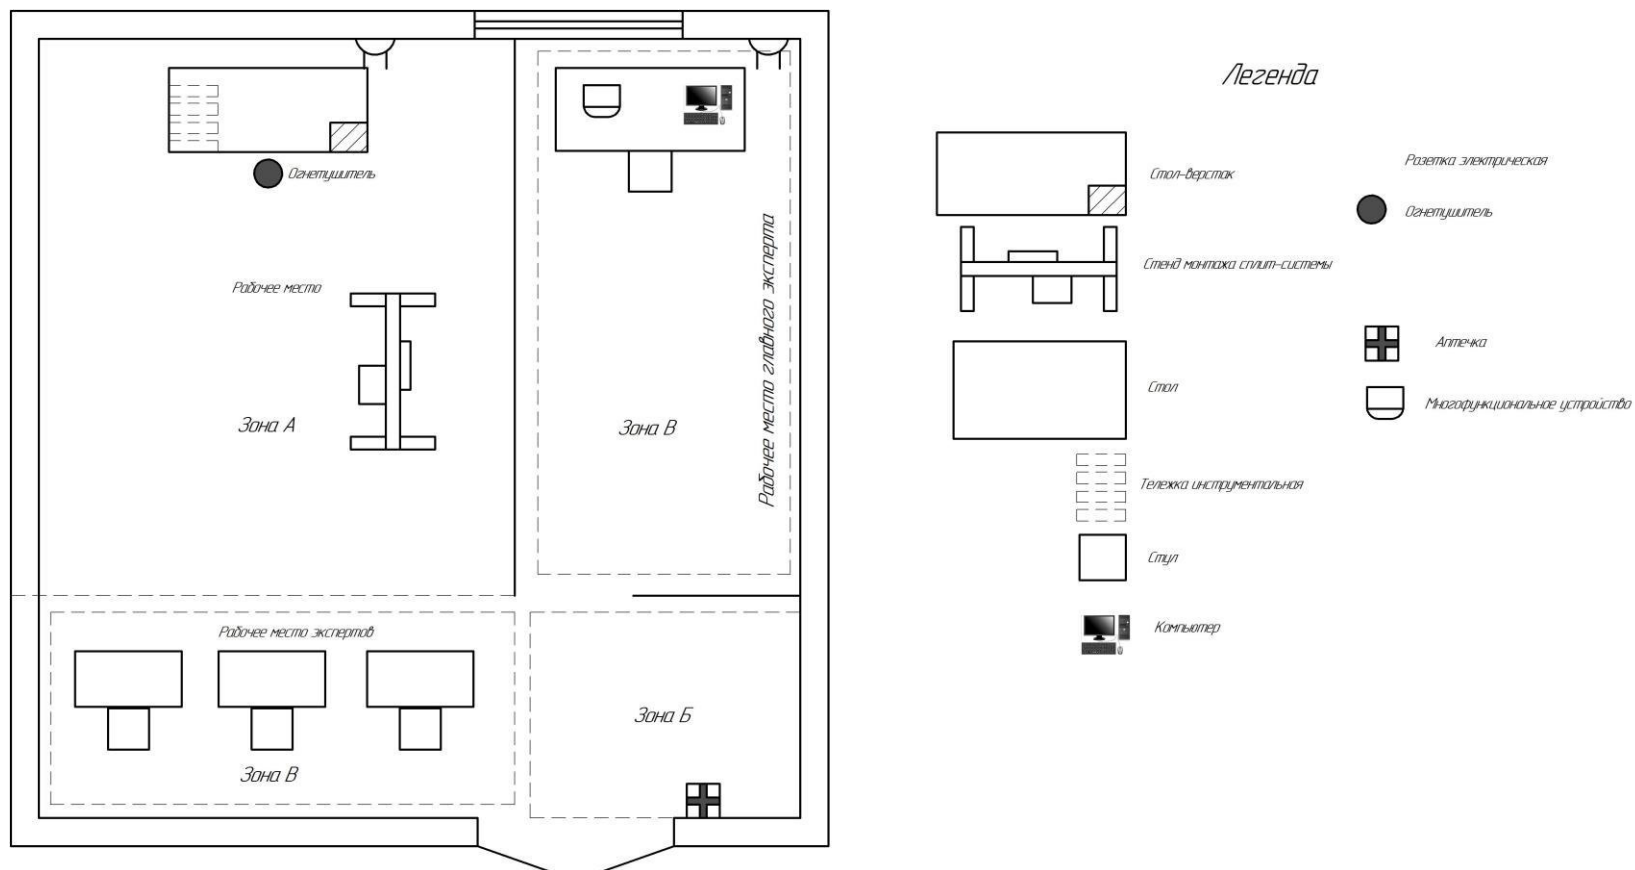 Огнетушитель
Рабочее место
Зона А
Зона В
Рабочее место главного эксперта
Рабочее место экспертов
Зона В
Зона Б
Легенда
Стол-верстак
Стенд монтажа сплит-системы
Стол
Тележка инструментальная
Стул
Компьютер
Розетка электрическая
Огнетушитель
Аптечка
Многофункциональное устройство